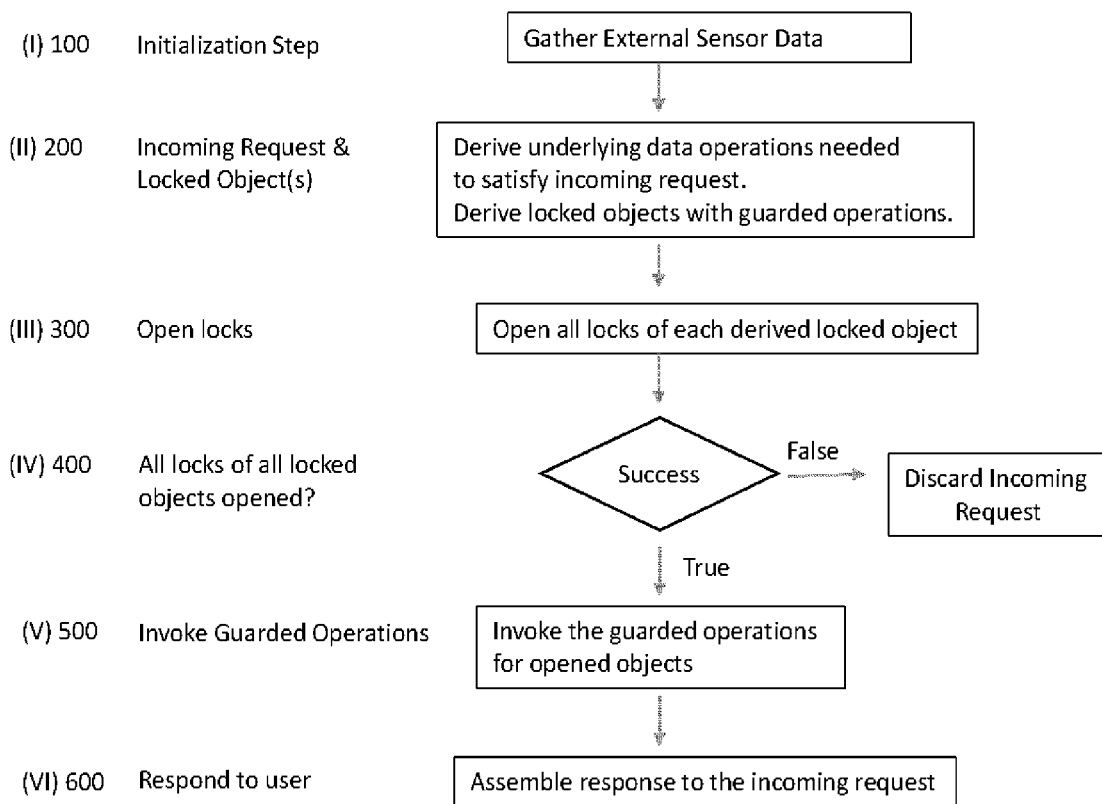 (I) 100 Initialization Step Gather External Sensor Data
(II) 200 Incoming Request & Derive underlying data operations needed
Locked Object(s) to satisfy incoming request.
Derive locked objects with guarded operations.
(III) 300 Open locks Open all locks of each derived locked object
False
(IV) 400 All locks of all locked Success Discard Incoming
objects opened? Request
True
(V) 500 Invoke Guarded Operations Invoke the guarded operations
for opened objects
(VI) 600 Respond to user Assemble response to the incoming request